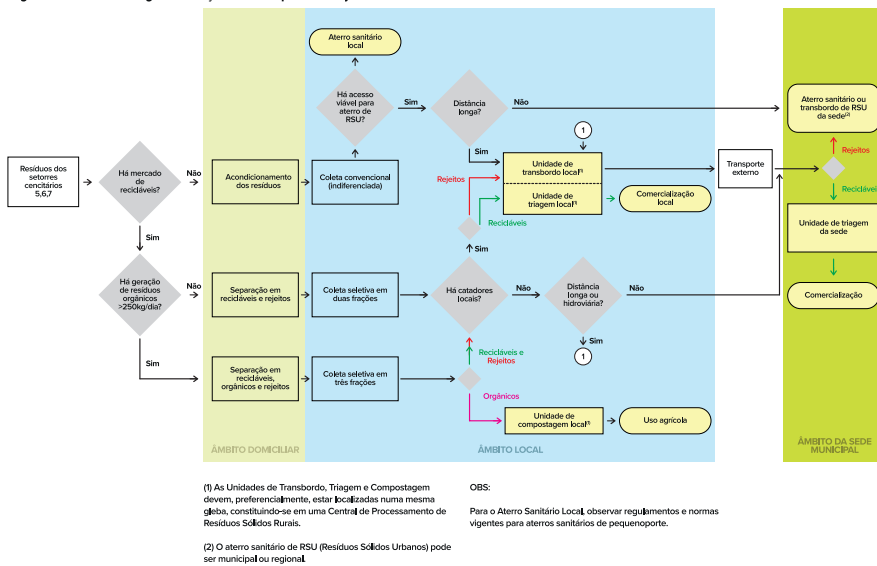 Aterro sanitário
local
Há acesso
viável para
aterro de
RSU?
Sim
Distância
longa?
Não
Aterro sanitário ou
transbordo de RSU
da sede(2)
1
Sim
Rejeitos
Resíduos dos
setorres
cencitários
5,6,7
Há mercado
de
recicláveis?
Não
Acondicionamento
dos resíduos
Coleta convencional
(indiferenciada)
Rejeitos
Unidade de
transbordo local(1)
Unidade de
triagem local(1)
Recicláveis
Comercialização
local
Transporte
externo
Recicláveis
Unidade de triagem
da sede
Sim
Sim
Há geração
de resíduos
orgânicos
>250kg/dia?
Não
Separação em
recicláveis e rejeitos
Coleta seletiva em
duas frações
Há catadores
locais?
Não
Distância
longa ou
hidroviária?
Não
Comercialização
Sim
1
Sim
Recicláveis e
Rejeitos
Separação em
recicláveis,
orgânicos e rejeitos
Coleta seletiva em
três frações
Orgânicos
Unidade de
compostagem local(1)
Uso agrícola
ÂMBITO DOMICILIAR
ÂMBITO LOCAL
ÂMBITO DA SEDE
MUNICIPAL
(1) As Unidades de Transbordo, Triagem e Compostagem
devem, preferencialmente, estar localizadas numa mesma
gleba, constituindo-se em uma Central de Processamento de
Resíduos Sólidos Rurais.
(2) O aterro sanitário de RSU (Resíduos Sólidos Urbanos) pode
ser municipal ou regional.
OBS:
Para o Aterro Sanitário Local, observar regulamentos e normas
vigentes para aterros sanitários de pequenoporte.